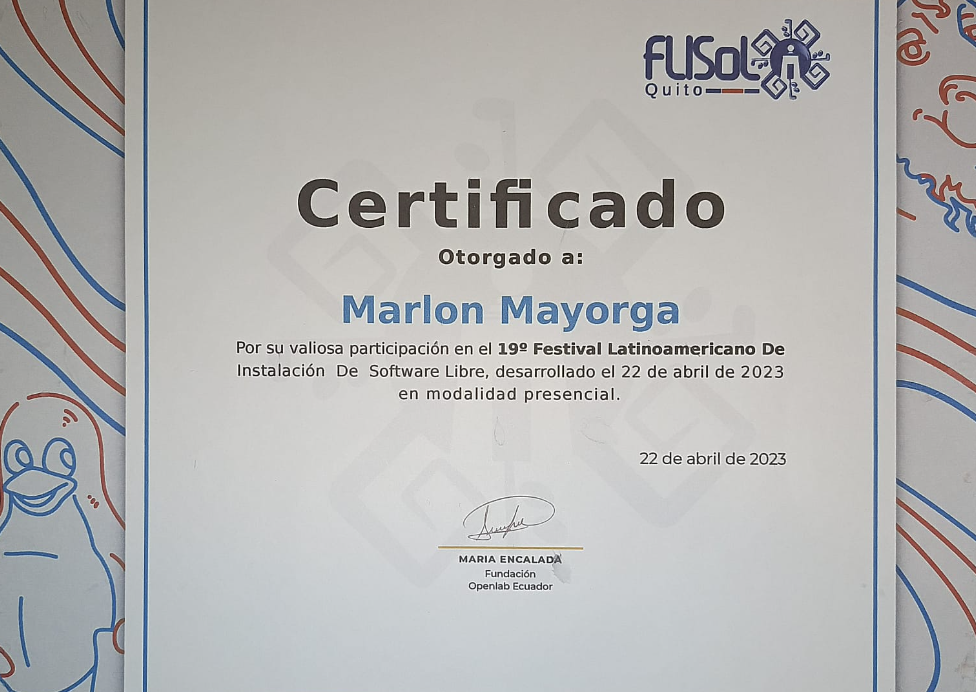 FLISoL
Quito
Certificado
Otorgado a:
Marlon Mayorga
Por su valiosa participación en el 19º Festival Latinoamericano De
Instalación De Software Libre, desarrollado el 22 de abril de 2023
en modalidad presencial.
22 de abril de 2023
MARIA ENCALADA
Fundación
Openlab Ecuador